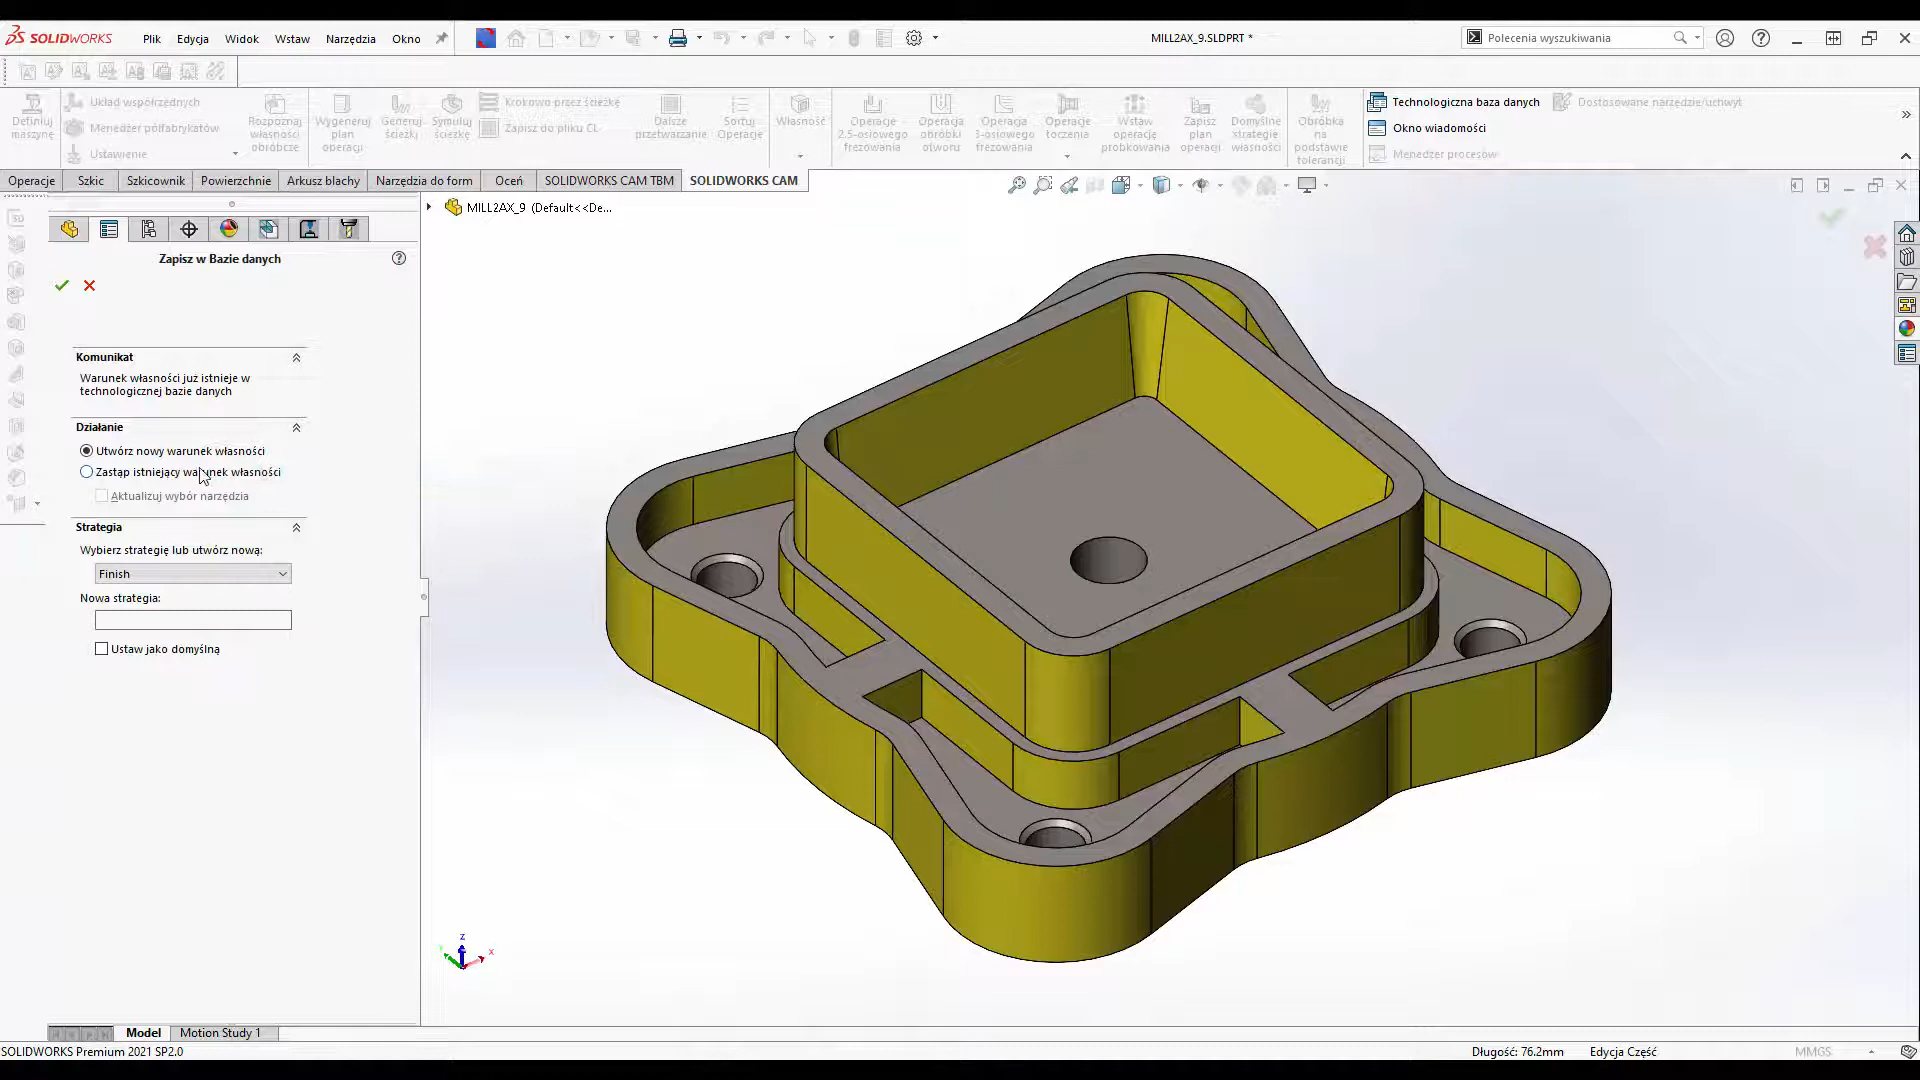 SOLIDWORKS
Plik
Edycja
Widok
Wstaw
Narzędzia
Okno
MILL2AX_9.SLDPRT *
Polecenia wyszukiwania
Definiuj
maszynę
Układ współrzędnych
Menedżer półfabrykatów
Ustawienie
Rozpoznaj
własności
obróbcze
Wygeneruj
plan
operacji
Generuj
ścieżkę
Symuluj
ścieżkę
Krokowo przez ścieżkę
Zapisz do pliku CL
Dalsze
przetwarzanie
Sortuj
Operacje
Własność
Operacje
2.5-osiowego
frezowania
Operacja
obróbki
otworu
Operacja
3-osiowego
frezowania
Operacje
toczenia
Wstaw
operację
próbkowania
Zapisz
plan
operacji
Domyślne
strategie
własności
Obróbka
na
podstawie
tolerancji
Technologiczna baza danych
Okno wiadomości
Menedżer procesów
Dostosowane narzędzie/uchwyt
Operacje
Szkic
Szkicownik
Powierzchnie
Arkusz blachy
Narzędzia do form
Oceń
SOLIDWORKS CAM TBM
SOLIDWORKS CAM
MILL2AX_9 (Default<<De...
Zapisz w Bazie danych
Komunikat
Warunek własności już istnieje w
technologicznej bazie danych
Działanie
Utwórz nowy warunek własności
Zastąp istniejący warunek własności
Aktualizuj wybór narzędzia
Strategia
Wybierz strategię lub utwórz nową:
Finish
Nowa strategia:
Ustaw jako domyślną
Z
X
Y
Model
Motion Study 1
SOLIDWORKS Premium 2021 SP2.0
Długość: 76.2mm
Edycja Część
MMGS